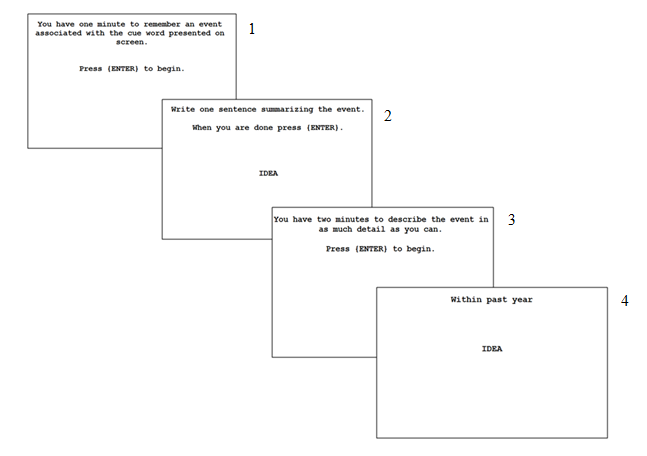 You have one minute to remember an event
associated with the cue word presented on
screen.
Press (ENTER) to begin.
1
Write one sentence summarizing the event.
When you are done press (ENTER).
IDEA
2
You have two minutes to describe the event in
as much detail as you can.
Press (ENTER) to begin.
3
Within past year
IDEA
4